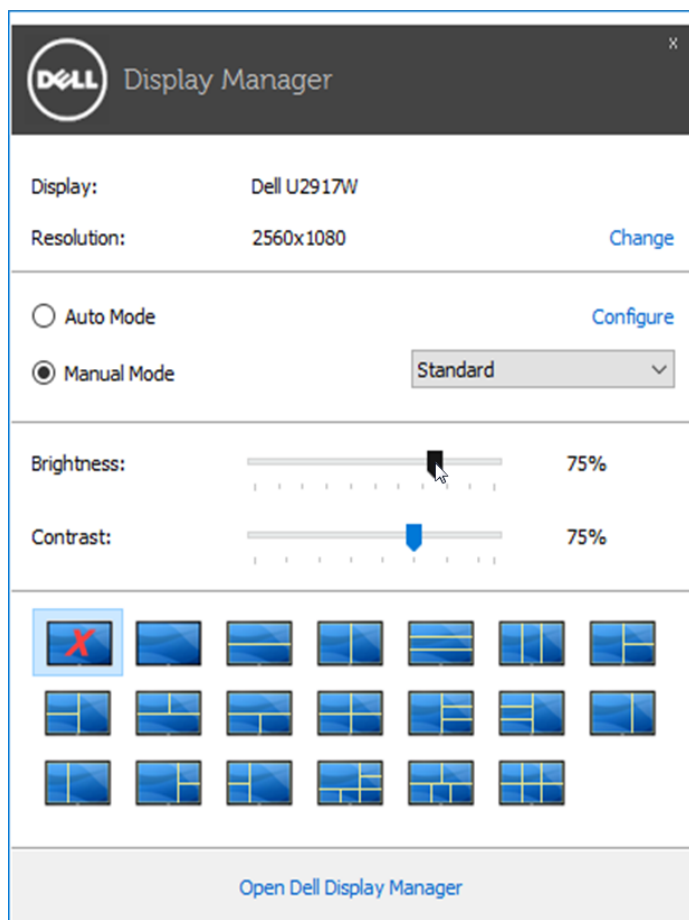 x
DELL Display Manager
Display: Dell U2917W
Resolution: 2560x1080 Change
Auto Mode Configure
Manual Mode Standard
Brightness: 75%
Contrast: 75%
X
Open Dell Display Manager